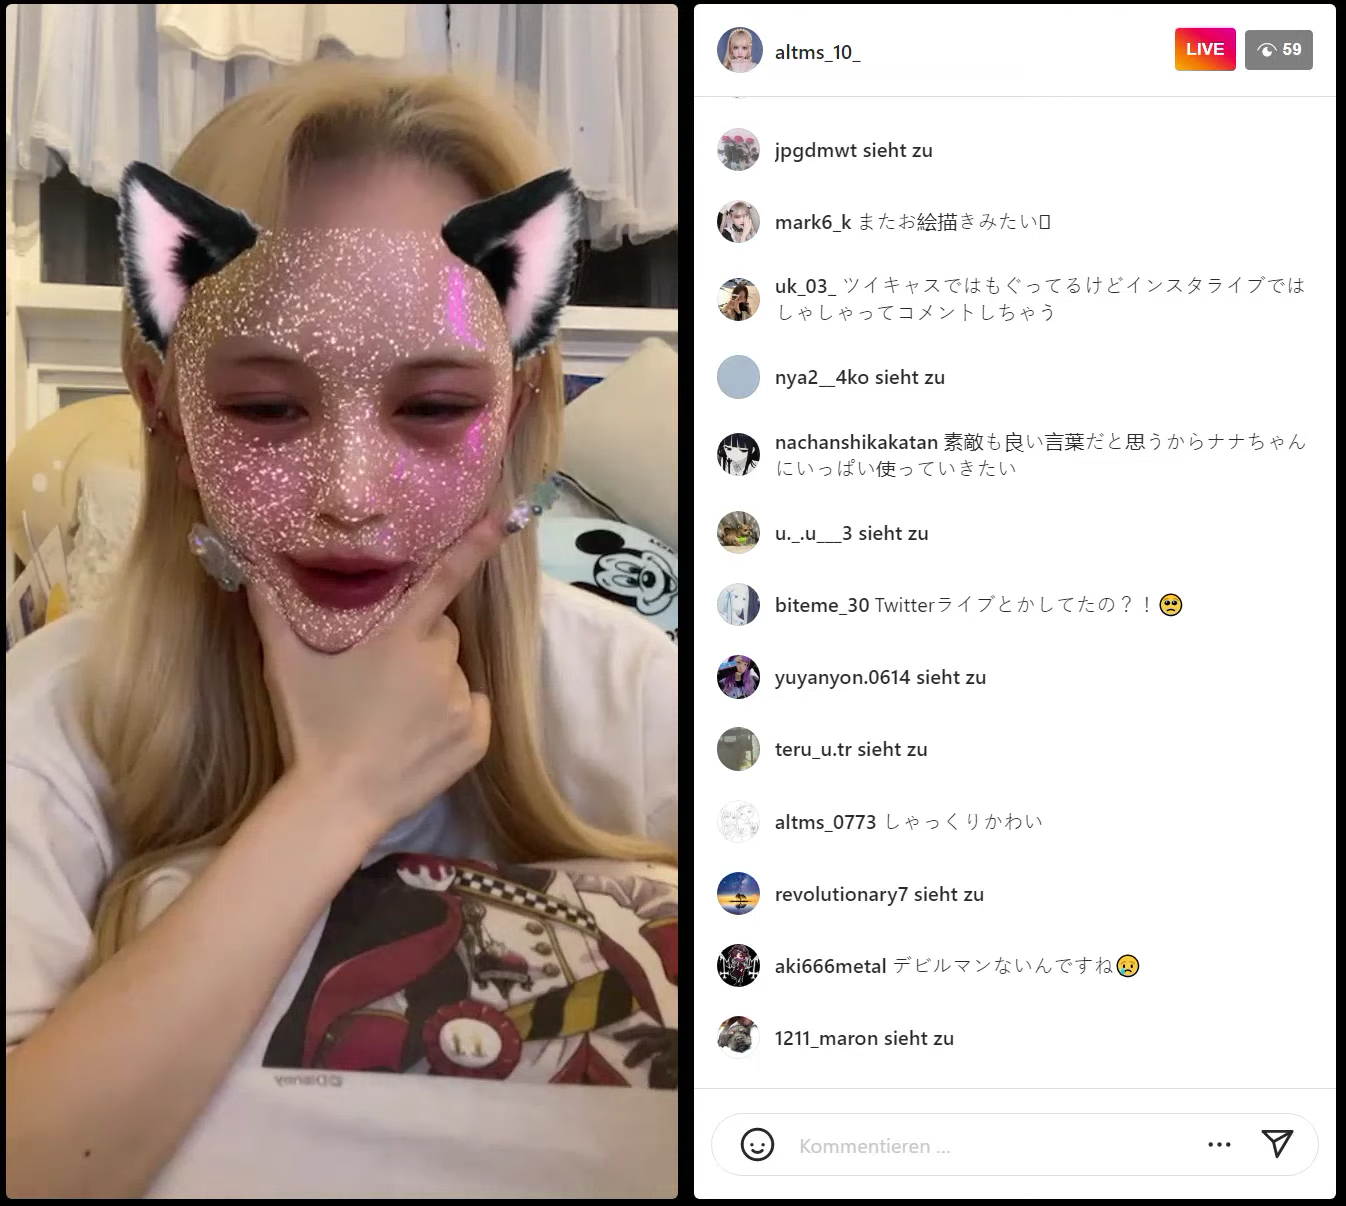 altms_10_
LIVE
59
jpgdmwt sieht zu
mark6_k またお絵描きみたい
uk_03_ ツイキャスではもぐってるけどインスタライブでは
しゃしゃってコメントしちゃう
nya2__4ko sieht zu
nachanshikakatan 素敵も良い言葉だと思うからナナちゃん
にいっぱい使っていきたい
u._.u___3 sieht zu
biteme_30 Twitterライブとかしてたの？！🥺
yuyanyon.0614 sieht zu
teru_u.tr sieht zu
altms_0773 しゃっくりかわい
revolutionary7 sieht zu
aki666metal デビルマンないんですね😢
1211_maron sieht zu
Kommentieren ...
©Disney